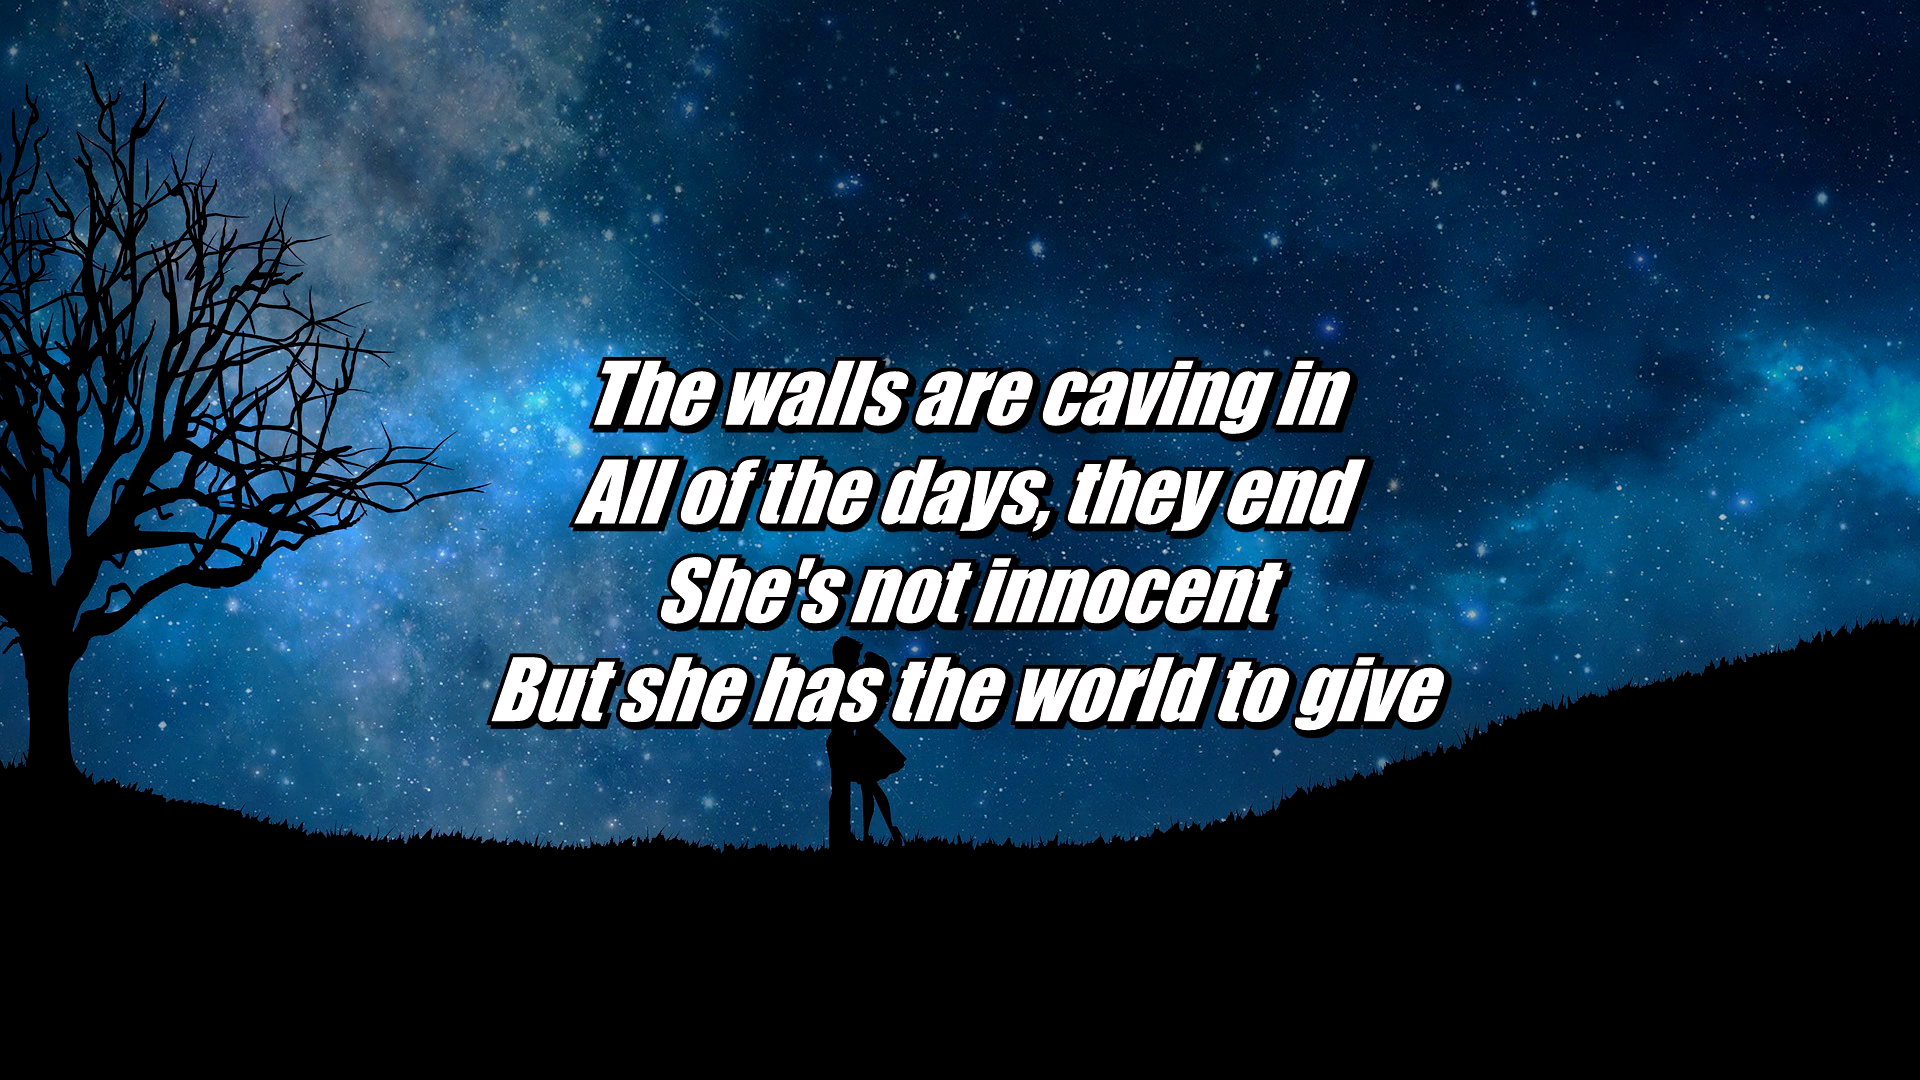 The walls are caving in
All of the days, they end
She's not innocent
But she has the world to give